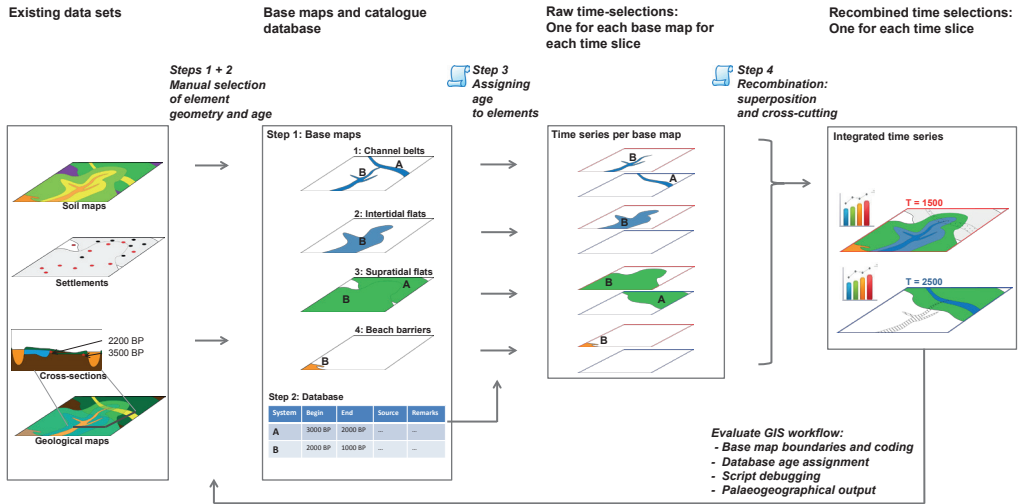 Existing data sets
Base maps and catalogue
database
Raw time-selections:
One for each base map for
each time slice
Recombined time selections:
One for each time slice
Steps 1 + 2
Manual selection
of element
geometry and age
Step 3
Assigning
age
to elements
Step 4
Recombination:
superposition
and cross-cutting
Soil maps
Settlements
2200 BP
3500 BP
Cross-sections
Geological maps
Step 1: Base maps
1: Channel belts
A
B
2: Intertidal flats
B
3: Supratidal flats
A
B
4: Beach barriers
B
Step 2: Database
System Begin End Source Remarks
A 3000 BP 2000 BP ... ...
B 2000 BP 1000 BP ... ...
Time series per base map
B
A
B
B
A
B
Integrated time series
T = 1500
T = 2500
Evaluate GIS workflow:
- Base map boundaries and coding
- Database age assignment
- Script debugging
- Palaeogeographical output